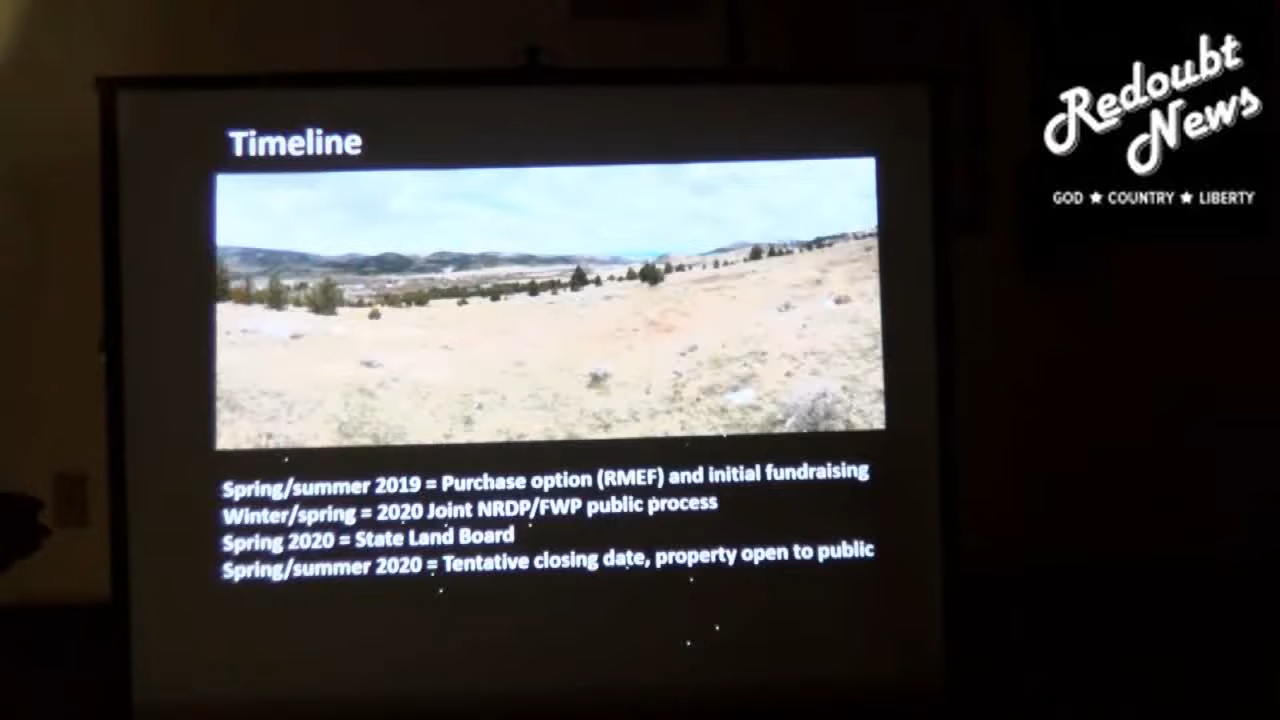 Timeline
Spring/summer 2019 = Purchase option (RMEF) and initial fundraising
Winter/spring = 2020 Joint NRDP/FWP public process
Spring 2020 = State Land Board
Spring/summer 2020 = Tentative closing date, property open to public
Redoubt
News
GOD ★ COUNTRY ★ LIBERTY